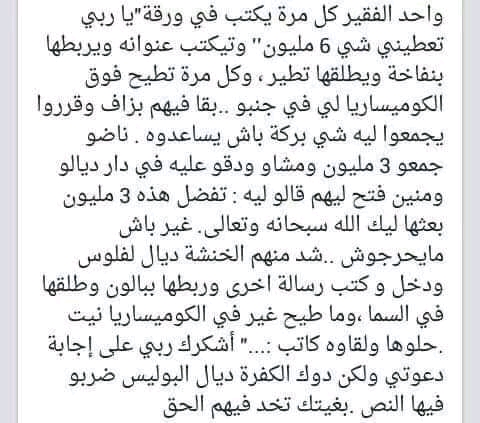 واحد الفقير كل مرة يكتب في ورقة"يا ربي
تعطيني شي 6 مليون'' وتيكتب عنوانه ويربطها
بنفاخة ويطلقها تطير ، وكل مرة تطيح فوق
الكوميساريا لي في جنبو ..بقا فيهم بزاف وقرروا
يجمعوا ليه شي بركة باش يساعدوه . ناضو
جمعو 3 مليون ومشاو ودقو عليه في دار ديالو
ومنين فتح ليهم قالو ليه : تفضل هذه 3 مليون
بعثها ليك الله سبحانه وتعالى. غير باش
مايحرجوش ..شد منهم الخنشة ديال لفلوس
ودخل و كتب رسالة اخرى وربطها ببالون وطلقها
في السما ،وما طيح غير في الكوميساريا نيت
.حلوها ولقاوه كاتب :..." أشكرك ربي على إجابة
دعوتي ولكن دوك الكفرة ديال البوليس ضربو
فيها النص .بغيتك تخد فيهم الحق